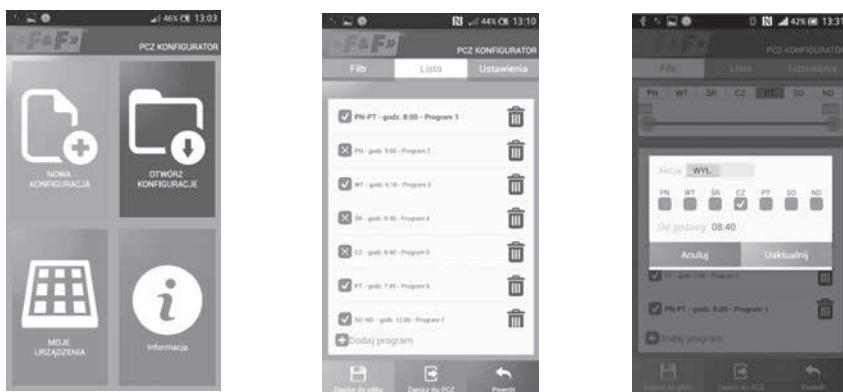 46% 13:03
F&F»
PCZ KONFIGURATOR
NOWA
KONFIGURACJA
OTWÓRZ
KONFIGURACJE
MOJE
URZĄDZENIA
Informacja
44% 13:10
F&F»
PCZ KONFIGURATOR
Filtr Lista Ustawienia
PN-PT - godz. 8:00 - Program 1
PN - godz. 9:00 - Program 2
WT - godz. 6:10 - Program 3
ŚR - godz. 8:30 - Program 4
CZ - godz. 8:40 - Program 5
PT - godz. 7:05 - Program 6
SO-ND - godz. 12:00 - Program 7
Dodaj program
Zapisz do pliku Zapisz do PCZ Powrót
42% 13:31
F&F
PCZ KONFIGURATOR
Filtr Lista Ustawienia
PN WT ŚR CZ PT SO ND
Akcja WYŁ.
PN WT ŚR CZ PT SO ND
Od godziny: 08:40
Anuluj Uaktualnij
PN-PT - godz. 8:00 - Program 1
Dodaj program
Zapisz do pliku Zapisz do PCZ Powrót